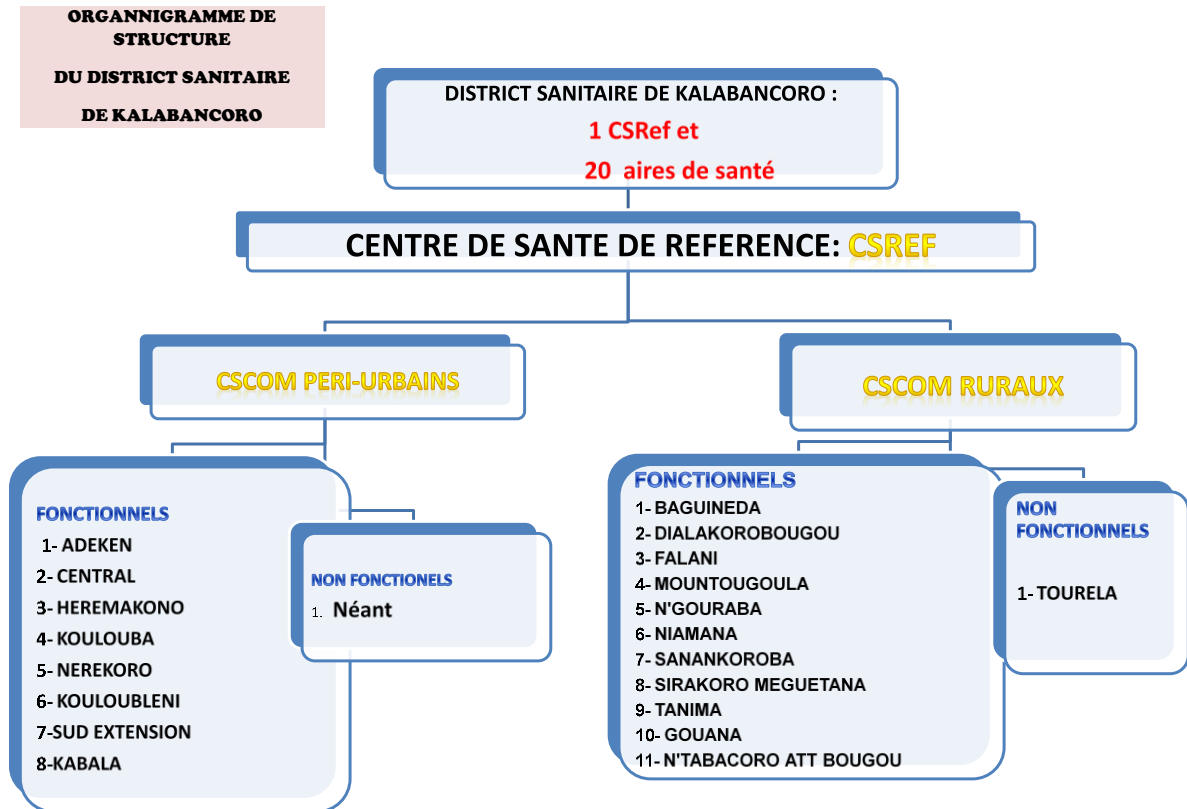 ORGANNIGRAMME DE
STRUCTURE
DU DISTRICT SANITAIRE
DE KALABANCORO
DISTRICT SANITAIRE DE KALABANCORO :
1 CSRef et
20 aires de santé
CENTRE DE SANTE DE REFERENCE: CSREF
CSCOM PERI-URBAINS
CSCOM RURAUX
FONCTIONNELS
1- ADEKEN
2- CENTRAL
3- HEREMAKONO
4- KOULOUBA
5- NEREKORO
6- KOULOUBLENI
7-SUD EXTENSION
8-KABALA
NON FONCTIONELS
1. Néant
FONCTIONNELS
1- BAGUINEDA
2- DIALAKOROBOUGOU
3- FALANI
4- MOUNTOUGOULA
5- N'GOURABA
6- NIAMANA
7- SANANKOROBA
8- SIRAKORO MEGUETANA
9- TANIMA
10- GOUANA
11- N'TABACORO ATT BOUGOU
NON
FONCTIONNELS
1- TOURELA